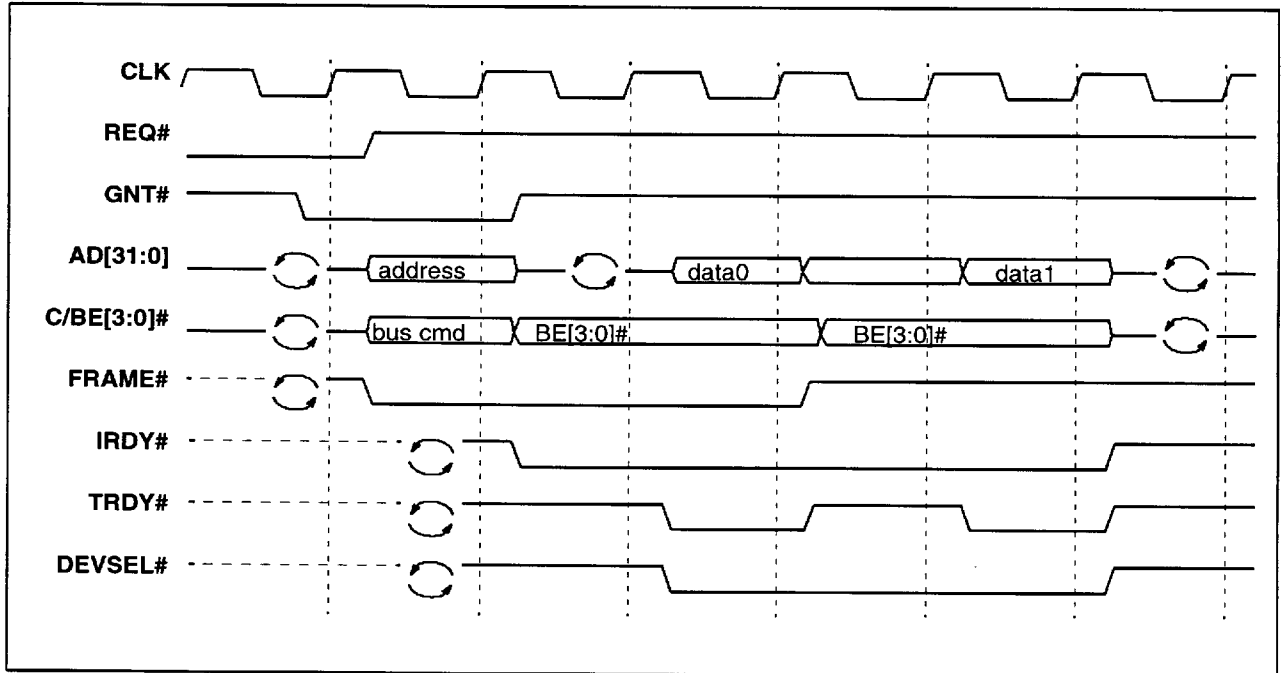 CLK
REQ#
GNT#
AD[31:0] address data0 data1
C/BE[3:0]# bus cmd BE[3:0]# BE[3:0]#
FRAME#
IRDY#
TRDY#
DEVSEL#